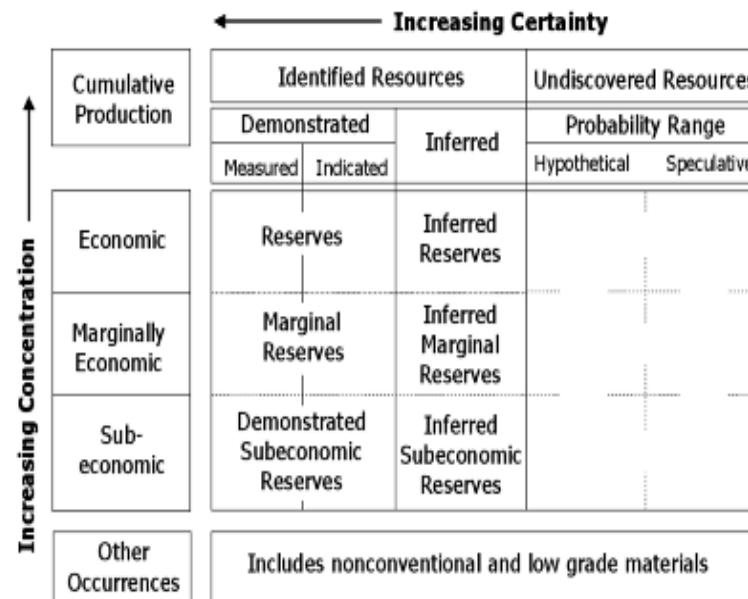 Increasing Certainty
Cumulative
Production
Identified Resources
Undiscovered Resources
Demonstrated
Inferred
Probability Range
Measured
Indicated
Hypothetical
Speculative
Increasing Concentration
Economic
Reserves
Inferred
Reserves
Marginally
Economic
Marginal
Reserves
Inferred
Marginal
Reserves
Sub-
economic
Demonstrated
Subeconomic
Reserves
Inferred
Subeconomic
Reserves
Other
Occurrences
Includes nonconventional and low grade materials